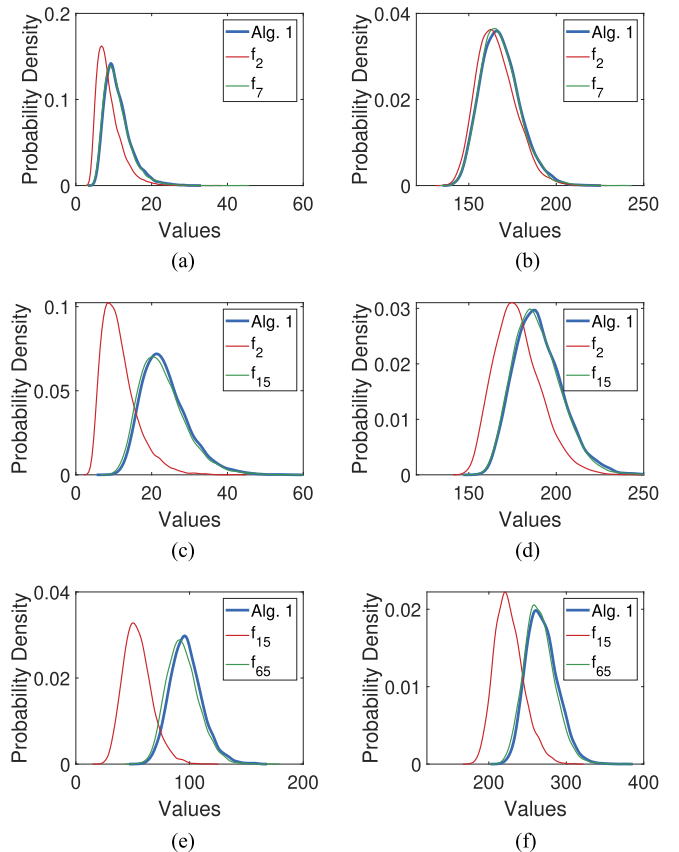 0.2
0.1
0
Probability Density
Alg. 1
f2
f7
0 20 40 60
Values
(a)
0.04
0.02
0
Probability Density
Alg. 1
f2
f7
150 200 250
Values
(b)
0.1
0.05
0
Probability Density
Alg. 1
f2
f15
0 20 40 60
Values
(c)
0.03
0.02
0.01
0
Probability Density
Alg. 1
f2
f15
150 200 250
Values
(d)
0.04
0.02
0
Probability Density
Alg. 1
f15
f65
0 100 200
Values
(e)
0.02
0.01
0
Probability Density
Alg. 1
f15
f65
200 300 400
Values
(f)